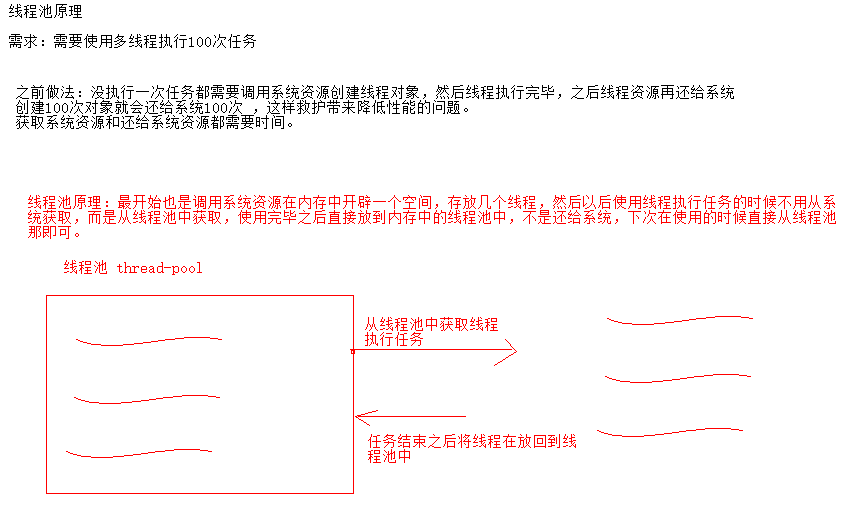 线程池原理
需求：需要使用多线程执行100次任务
之前做法：没执行一次任务都需要调用系统资源创建线程对象，然后线程执行完毕，之后线程资源再还给系统
创建100次对象就会还给系统100次 ，这样救护带来降低性能的问题。
获取系统资源和还给系统资源都需要时间。
线程池原理：最开始也是调用系统资源在内存中开辟一个空间，存放几个线程，然后以后使用线程执行任务的时候不用从系
统获取，而是从线程池中获取，使用完毕之后直接放到内存中的线程池中，不是还给系统，下次在使用的时候直接从线程池
那即可。
线程池 thread-pool
从线程池中获取线程
执行任务
任务结束之后将线程在放回到线
程池中